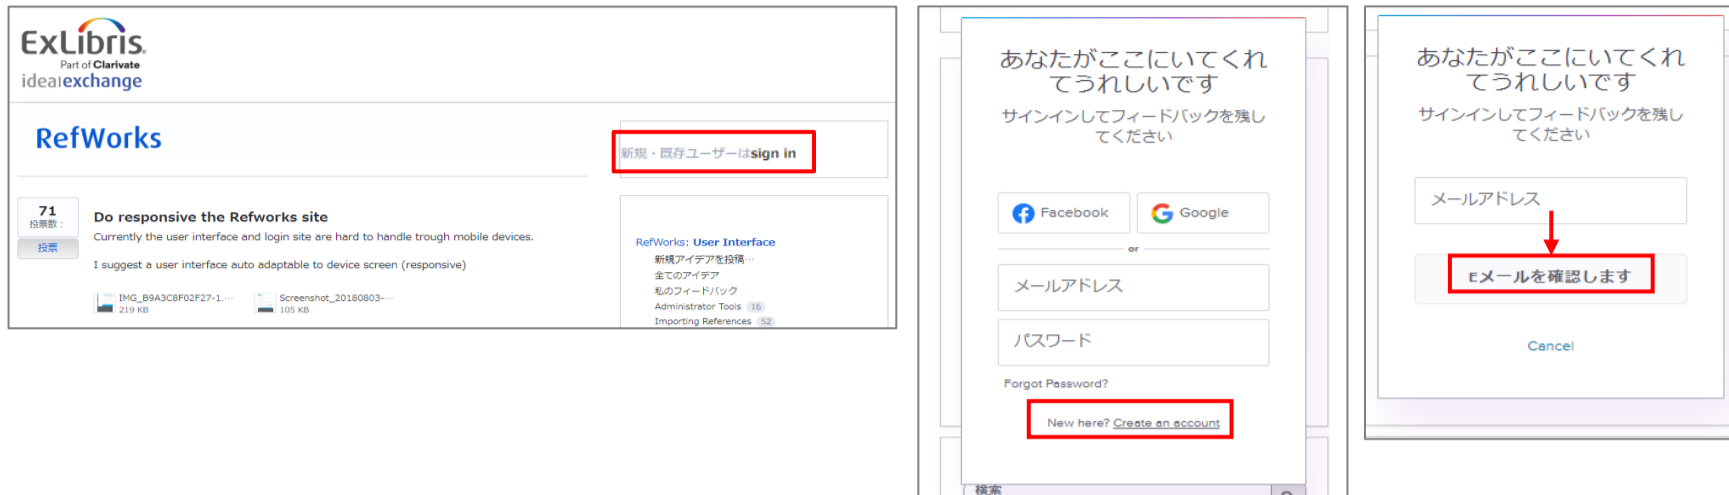 ExLibris.
Part of Clarivate
idea exchange
RefWorks
新規・既存ユーザーはsign in
71
投票数:
投票
Do responsive the Refworks site
Currently the user interface and login site are hard to handle trough mobile devices.
I suggest a user interface auto adaptable to device screen (responsive)
IMG_B9A3C8F02F27-1.…
219 KB
Screenshot_20180803-…
105 KB
RefWorks: User Interface
新規アイデアを投稿…
全てのアイデア
私のフィードバック
Administrator Tools 16
Importing References 52
あなたがここにいてくれ
てうれしいです
サインインしてフィードバックを残し
てください
Facebook
Google
or
メールアドレス
パスワード
Forgot Password?
New here? Create an account
検索
あなたがここにいてくれ
てうれしいです
サインインしてフィードバックを残し
てください
メールアドレス
Eメールを確認します
Cancel